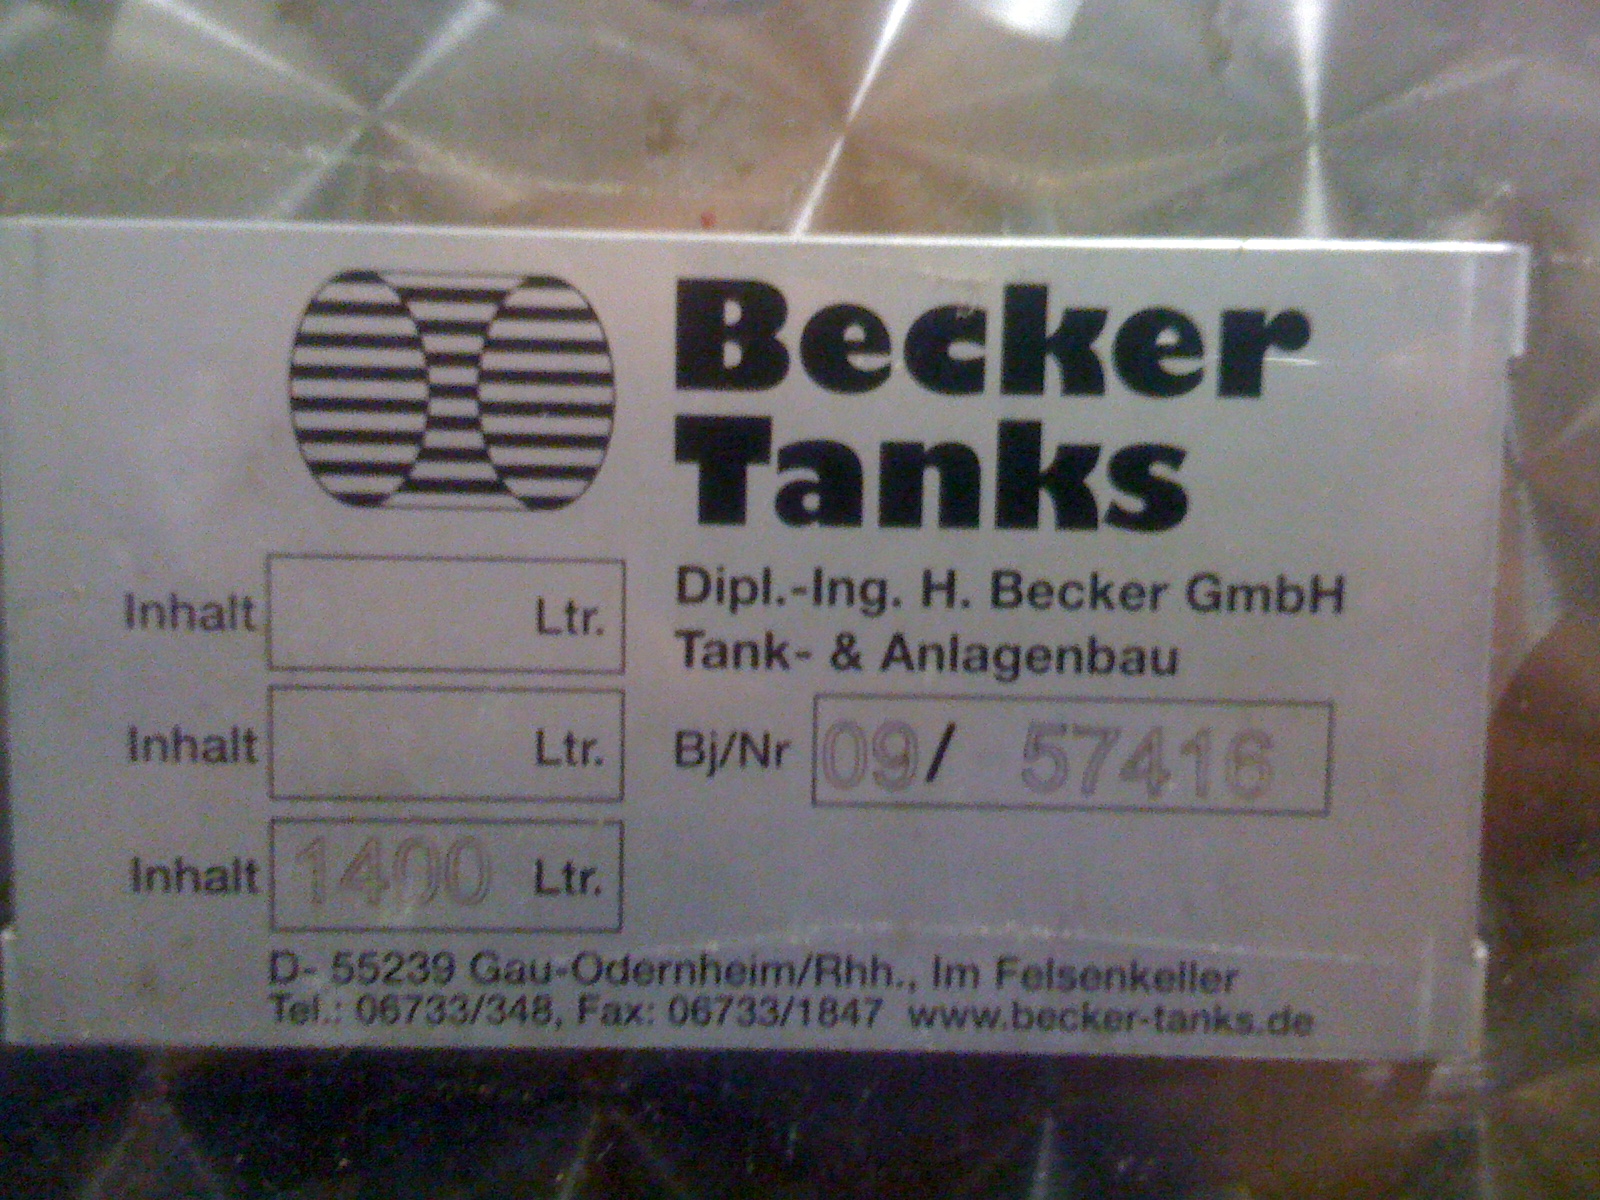 Becker
Tanks
Dipl.-Ing. H. Becker GmbH
Tank- & Anlagenbau
Inhalt Ltr.
Inhalt Ltr.
Bj/Nr 09/ 57416
Inhalt 1400 Ltr.
D- 55239 Gau-Odernheim/Rhh., Im Felsenkeller
Tel.: 06733/348, Fax: 06733/1847 www.becker-tanks.de